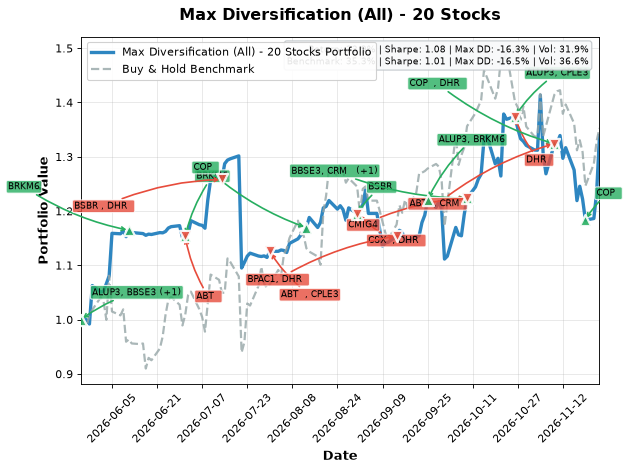 Max Diversification (All) - 20 Stocks
Max Diversification (All) - 20 Stocks Portfolio
Buy & Hold Benchmark
| Sharpe: 1.08 | Max DD: -16.3% | Vol: 31.9%
Benchmark: 35.3% | Sharpe: 1.01 | Max DD: -16.5% | Vol: 36.6%
1.5
1.4
1.3
1.2
1.1
1.0
0.9
Portfolio Value
ALUP3, CPLE3
COP , DHR
ALUP3, BRKM6
DHR
COP
BBSE3, CRM (+1)
BRKM6
BSBR
COP
BSBR , DHR
CRM
CMIG4
, DHR
BPAC1, DHR
ALUP3, BBSE3 (+1)
ABT
ABT , CPLE3
2026-06-05
2026-06-21
2026-07-07
2026-07-23
2026-08-08
2026-08-24
2026-09-09
2026-09-25
2026-10-11
2026-10-27
2026-11-12
Date